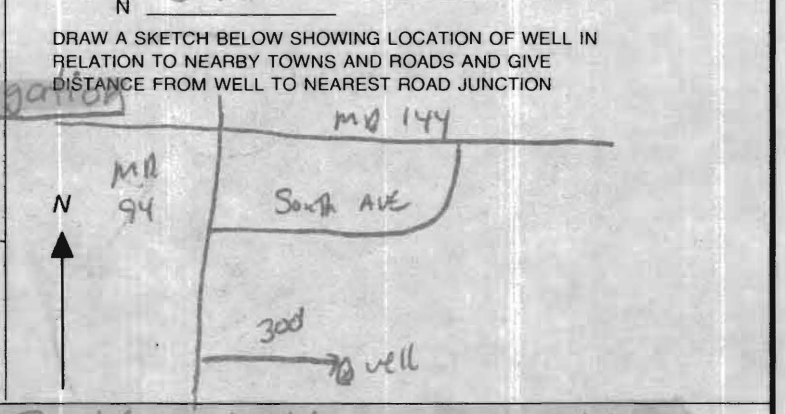 N
DRAW A SKETCH BELOW SHOWING LOCATION OF WELL IN
RELATION TO NEARBY TOWNS AND ROADS AND GIVE
DISTANCE FROM WELL TO NEAREST ROAD JUNCTION
gation
MD 144
MD
94
N
South AVE
300'
well